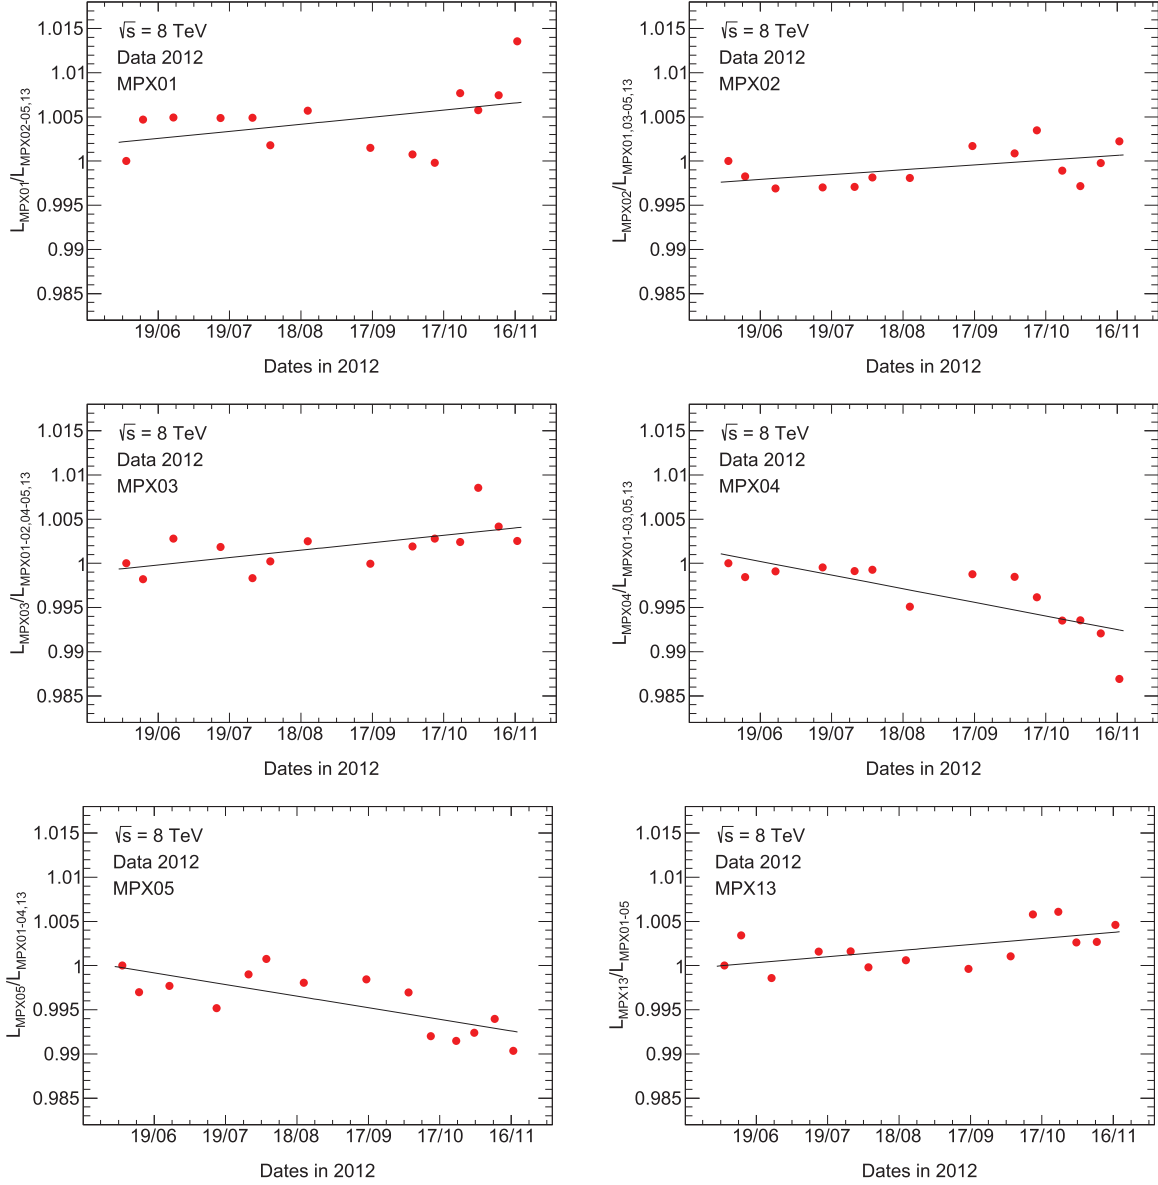 √s = 8 TeV
Data 2012
MPX01
1.015
1.01
1.005
1
0.995
0.99
0.985
L_MPX01/L_MPX02-05,13
19/06 19/07 18/08 17/09 17/10 16/11
Dates in 2012
√s = 8 TeV
Data 2012
MPX02
1.015
1.01
1.005
1
0.995
0.99
0.985
L_MPX02/L_MPX01,03-05,13
19/06 19/07 18/08 17/09 17/10 16/11
Dates in 2012
√s = 8 TeV
Data 2012
MPX03
1.015
1.01
1.005
1
0.995
0.99
0.985
L_MPX03/L_MPX01-02,04-05,13
19/06 19/07 18/08 17/09 17/10 16/11
Dates in 2012
√s = 8 TeV
Data 2012
MPX04
1.015
1.01
1.005
1
0.995
0.99
0.985
L_MPX04/L_MPX01-03,05,13
19/06 19/07 18/08 17/09 17/10 16/11
Dates in 2012
√s = 8 TeV
Data 2012
MPX05
1.015
1.01
1.005
1
0.995
0.99
0.985
L_MPX05/L_MPX01-04,13
19/06 19/07 18/08 17/09 17/10 16/11
Dates in 2012
√s = 8 TeV
Data 2012
MPX13
1.015
1.01
1.005
1
0.995
0.99
0.985
L_MPX13/L_MPX01-05
19/06 19/07 18/08 17/09 17/10 16/11
Dates in 2012